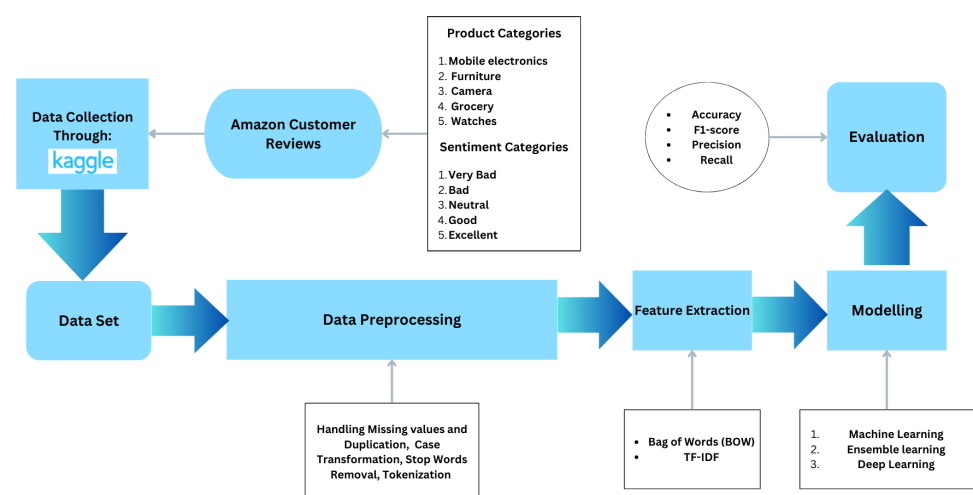 Product Categories
1. Mobile electronics
2. Furniture
3. Camera
4. Grocery
5. Watches
Sentiment Categories
1. Very Bad
2. Bad
3. Neutral
4. Good
5. Excellent
Data Collection
Through:
kaggle
Amazon Customer
Reviews
• Accuracy
• F1-score
• Precision
• Recall
Evaluation
Data Set
Data Preprocessing
Feature Extraction
Modelling
Handling Missing values and
Duplication, Case
Transformation, Stop Words
Removal, Tokenization
• Bag of Words (BOW)
• TF-IDF
1. Machine Learning
2. Ensemble learning
3. Deep Learning